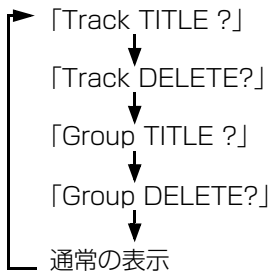 「Track TITLE ?」
「Track DELETE?」
「Group TITLE ?」
「Group DELETE?」
通常の表示